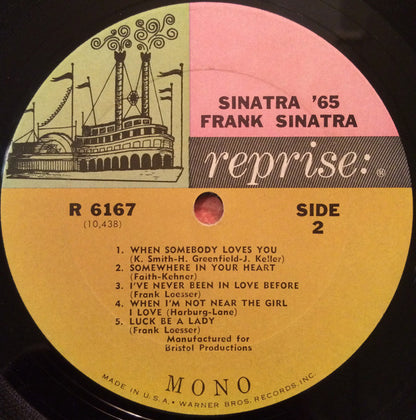 SINATRA '65
FRANK SINATRA
reprise: ®
R 6167
(10,438)
SIDE
2
1. WHEN SOMEBODY LOVES YOU
(K. Smith-H. Greenfield-J. Keller)
2. SOMEWHERE IN YOUR HEART
(Faith-Kehner)
3. I'VE NEVER BEEN IN LOVE BEFORE
(Frank Loesser)
4. WHEN I'M NOT NEAR THE GIRL
I LOVE (Harburg-Lane)
5. LUCK BE A LADY
(Frank Loesser)
Manufactured for
Bristol Productions
MONO
MADE IN U.S.A. • WARNER BROS. RECORDS, INC.